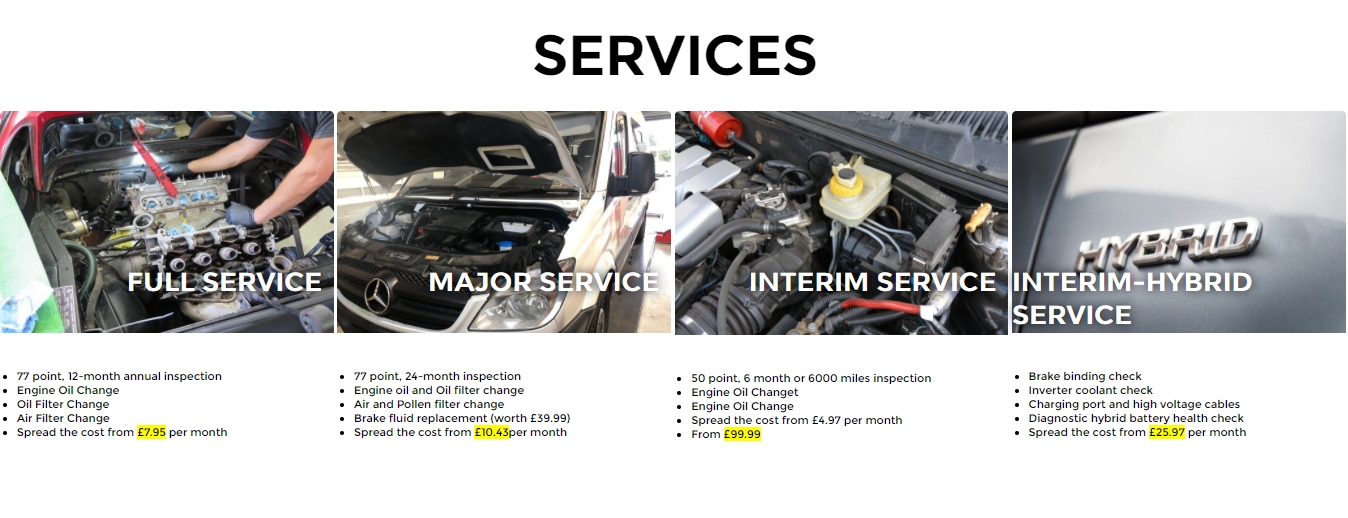 SERVICES
HYBRID
FULL SERVICE
MAJOR SERVICE
INTERIM SERVICE
INTERIM-HYBRID
SERVICE
77 point, 12-month annual inspection
Engine Oil Change
Oil Filter Change
Air Filter Change
Spread the cost from £7.95 per month
77 point, 24-month inspection
Engine oil and Oil filter change
Air and Pollen filter change
Brake fluid replacement (worth £39.99)
Spread the cost from £10.43per month
50 point, 6 month or 6000 miles inspection
Engine Oil Changet
Engine Oil Change
Spread the cost from £4.97 per month
From £99.99
Brake binding check
Inverter coolant check
Charging port and high voltage cables
Diagnostic hybrid battery health check
Spread the cost from £25.97 per month